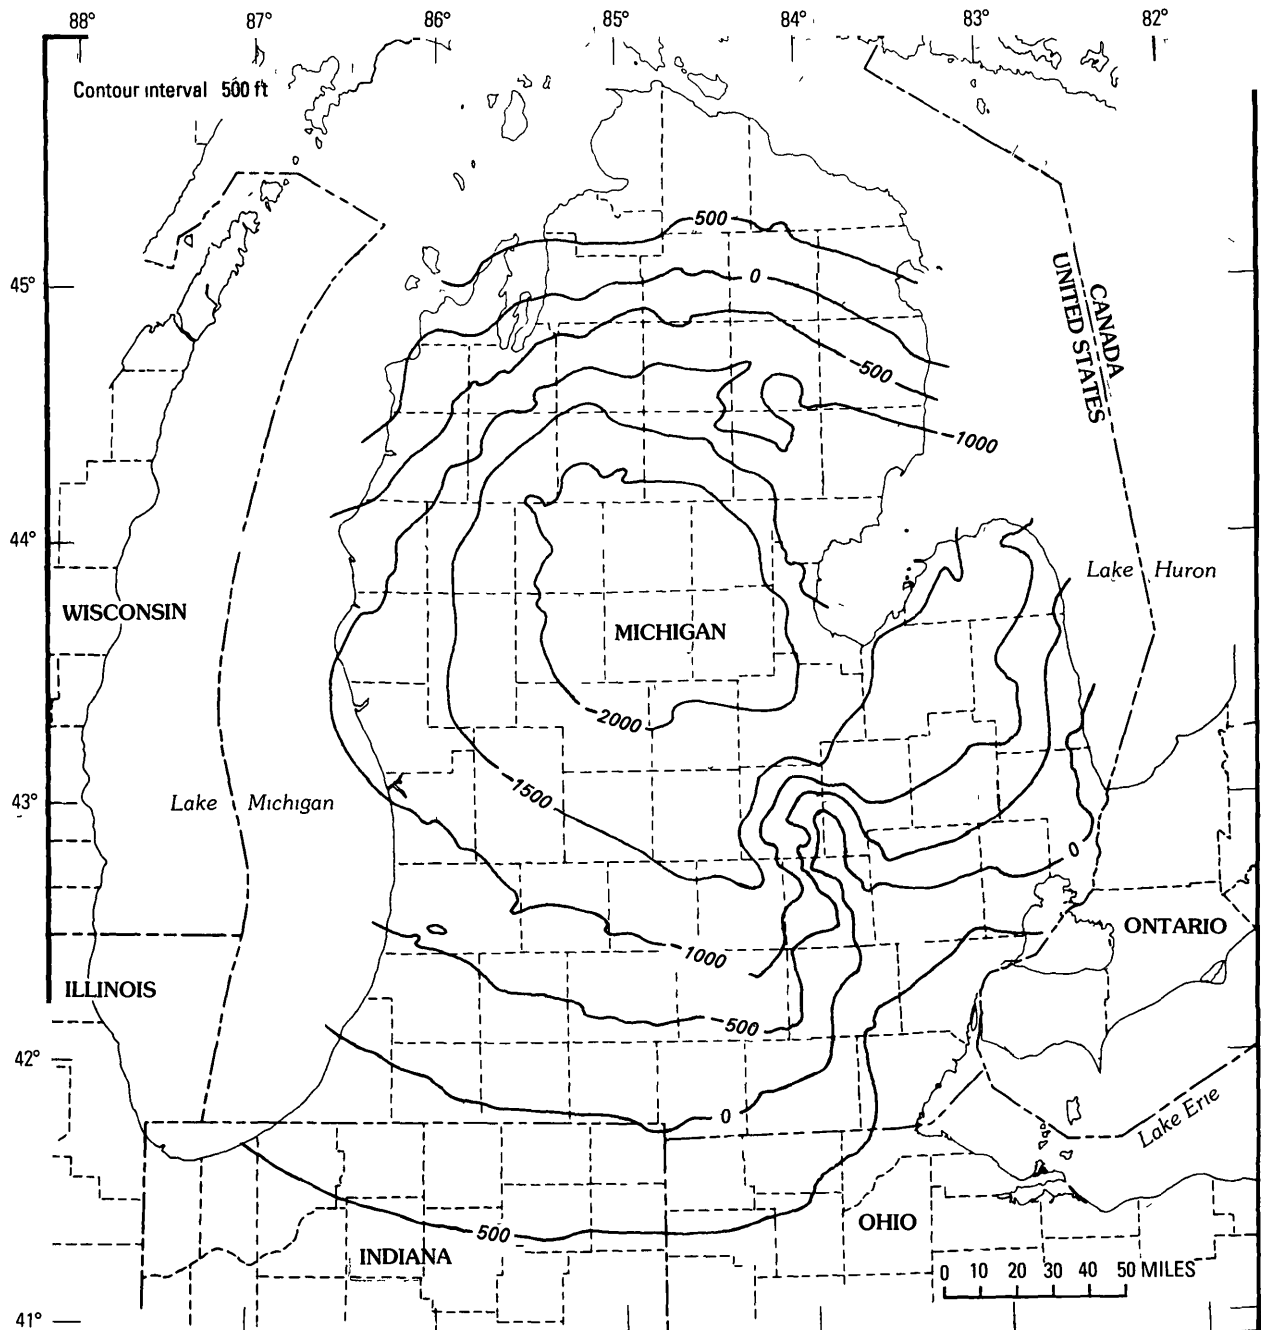 88° 87° 86° 85° 84° 83° 82°
Contour interval 500 ft
500
45°
0
CANADA
UNITED STATES
-500
-1000
44°
Lake Huron
WISCONSIN
MICHIGAN
-2000
-1500
43°
Lake Michigan
0
ONTARIO
-1000
ILLINOIS
-500
42°
0
Lake Erie
OHIO
500
INDIANA
0 10 20 30 40 50 MILES
41°